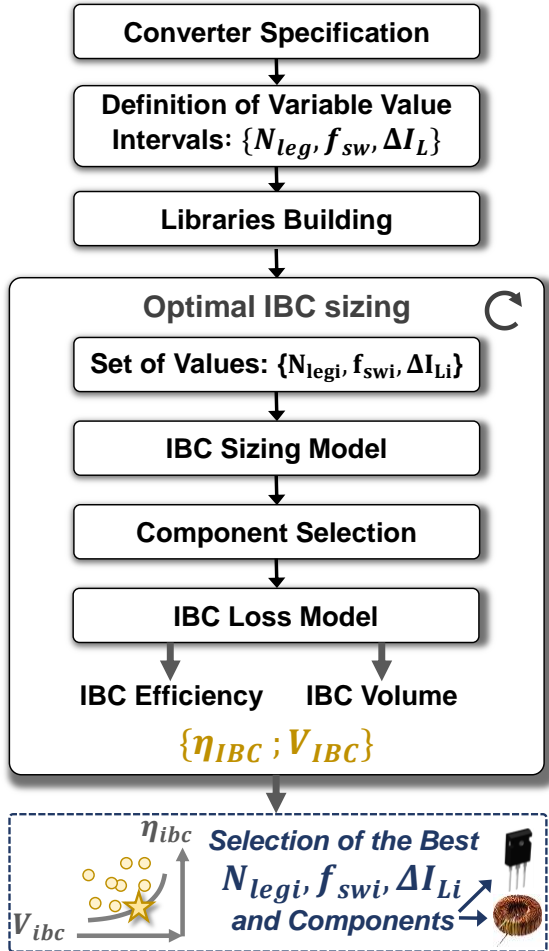 Converter Specification
Definition of Variable Value
Intervals: {N_leg, f_sw, ΔI_L}
Libraries Building
Optimal IBC sizing
Set of Values: {N_legi, f_swi, ΔI_Li}
IBC Sizing Model
Component Selection
IBC Loss Model
IBC Efficiency IBC Volume
{η_IBC ; V_IBC}
η_ibc
V_ibc
Selection of the Best
N_legi, f_swi, ΔI_Li
and Components